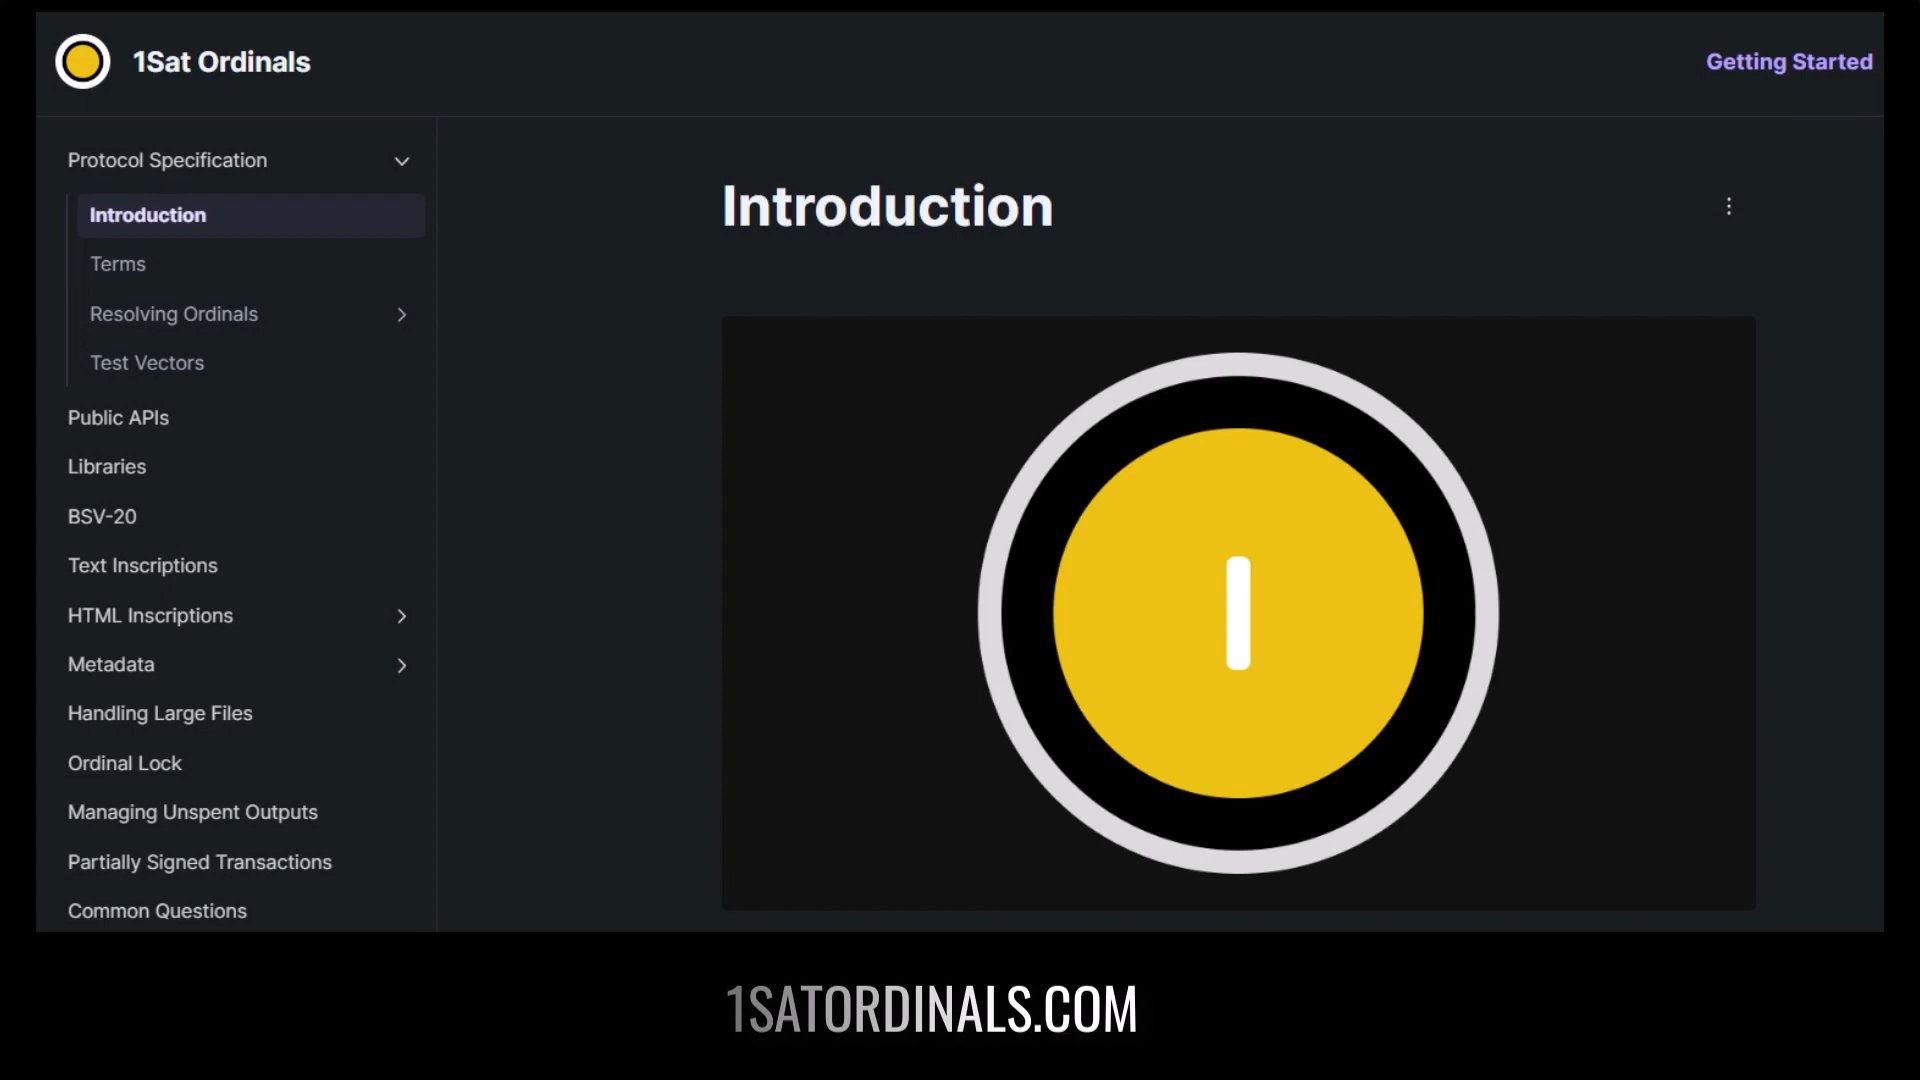 1Sat Ordinals
Getting Started
Protocol Specification
Introduction
Terms
Resolving Ordinals
Test Vectors
Public APIs
Libraries
BSV-20
Text Inscriptions
HTML Inscriptions
Metadata
Handling Large Files
Ordinal Lock
Managing Unspent Outputs
Partially Signed Transactions
Common Questions
Introduction
1SATORDINALS.COM